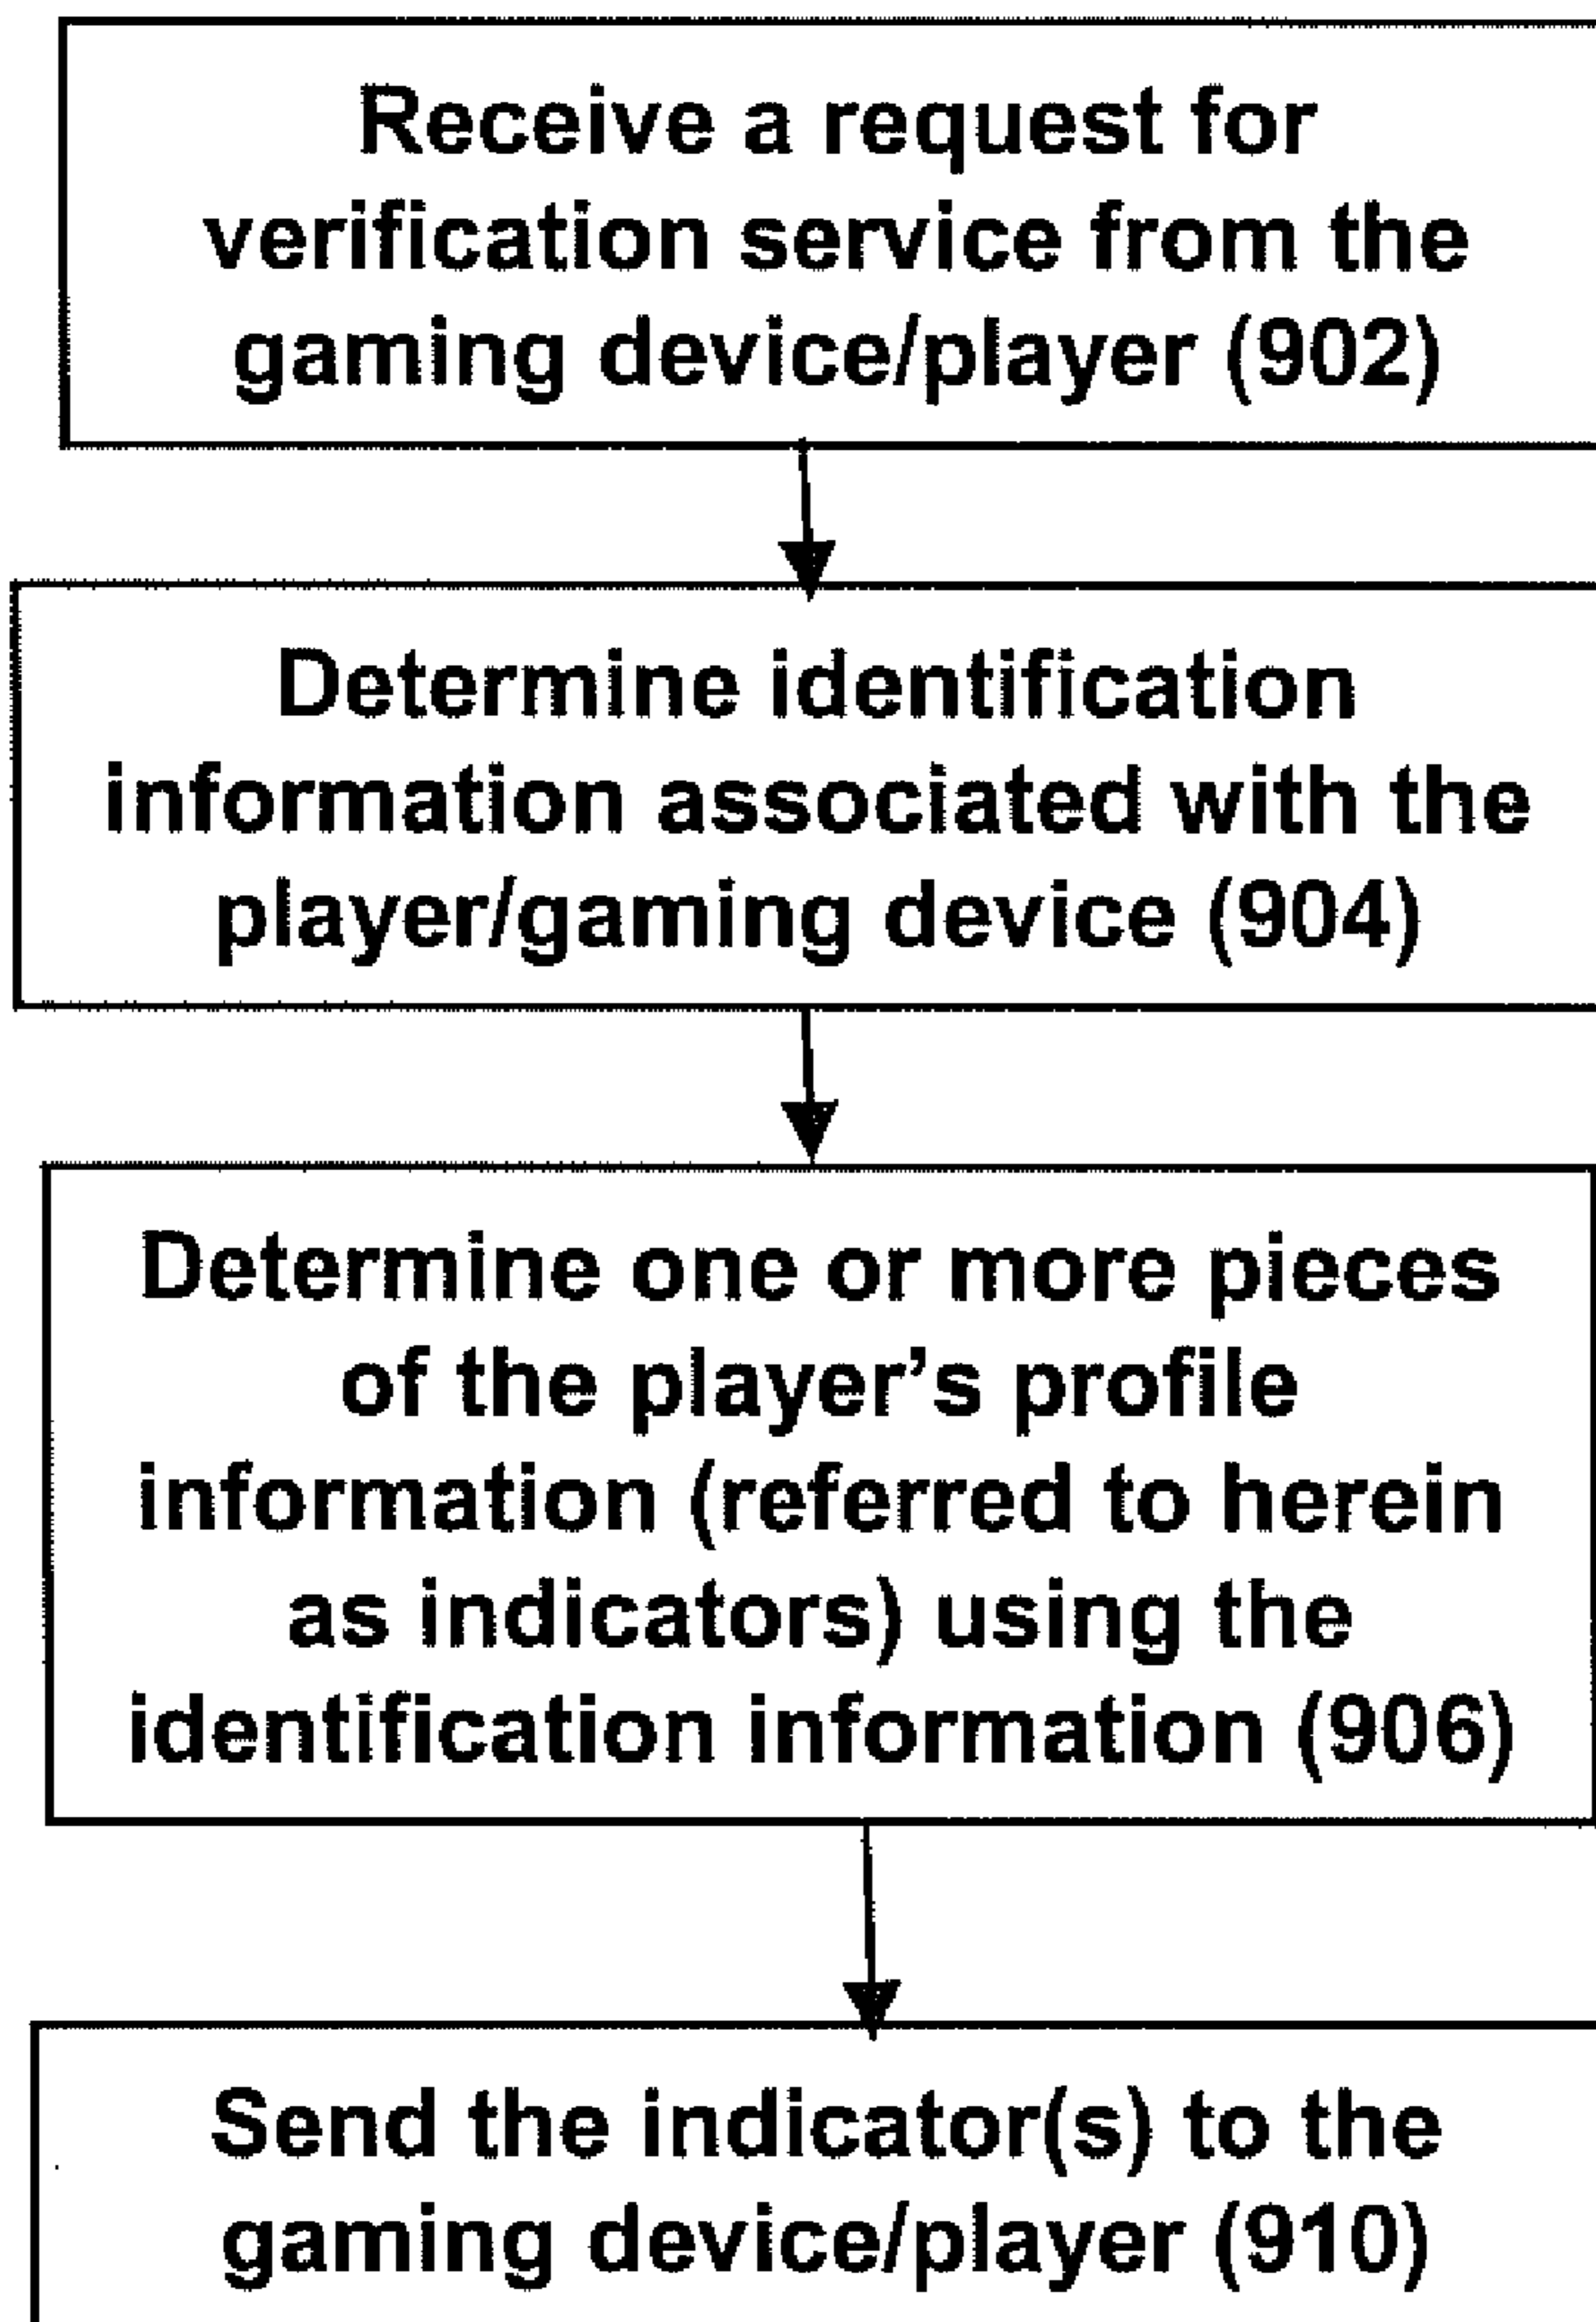 Receive a request for
verification service from the
gaming device/player (902)
Determine identification
information associated with the
player/gaming device (904)
Determine one or more pieces
of the player’s profile
information (referred to herein
as indicators) using the
identification information (906)
Send the indicator(s) to the
gaming device/player (910)